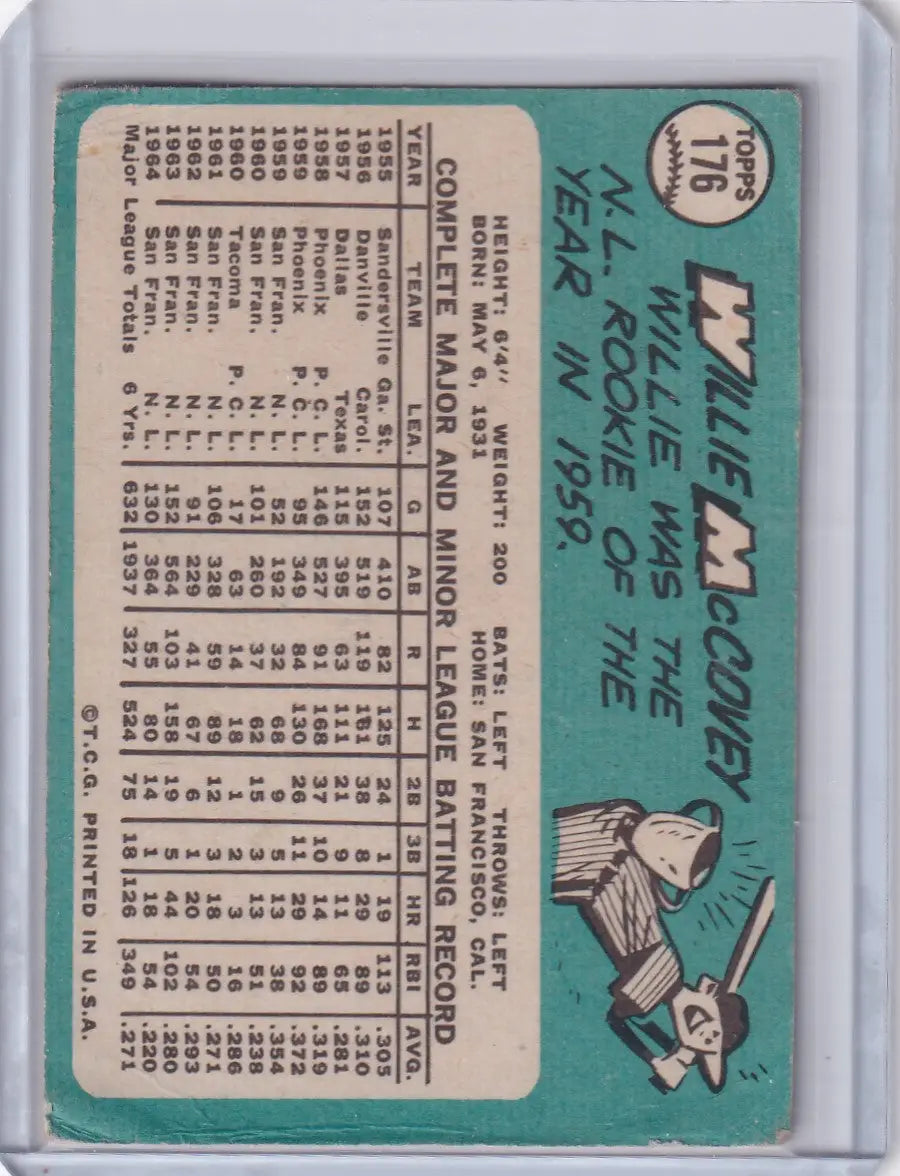 TOPPS
176
WILLIE McCOVEY
WILLIE WAS THE
N.L. ROOKIE OF THE
YEAR IN 1959.
HEIGHT: 6'4" WEIGHT: 200 BATS: LEFT THROWS: LEFT
BORN: MAY 6, 1931 HOME: SAN FRANCISCO, CAL.
COMPLETE MAJOR AND MINOR LEAGUE BATTING RECORD
YEAR TEAM LEA. G AB R H 2B 3B HR RBI AVG.
1955 Sandersville Ga. St. 107 410 82 125 24 1 19 113 .305
1956 Danville Carol. 152 519 119 161 38 8 29 89 .310
1957 Dallas Texas 115 395 63 111 21 9 11 65 .281
1958 Phoenix P. C. L. 146 527 91 168 37 10 14 89 .319
1959 Phoenix P. C. L. 95 349 84 130 26 11 29 92 .372
1959 San Fran. N. L. 52 192 32 68 9 5 13 38 .354
1960 San Fran. N. L. 101 260 37 62 15 3 13 51 .238
1960 Tacoma P. C. L. 17 63 14 18 1 2 3 16 .286
1961 San Fran. N. L. 106 328 59 89 12 3 18 50 .271
1962 San Fran. N. L. 91 229 41 67 6 1 20 54 .293
1963 San Fran. N. L. 152 564 103 158 19 5 44 102 .280
1964 San Fran. N. L. 130 364 55 80 14 1 18 54 .220
Major League Totals 6 Yrs. 632 1937 327 524 75 18 126 349 .271
©T.C.G. PRINTED IN U.S.A.